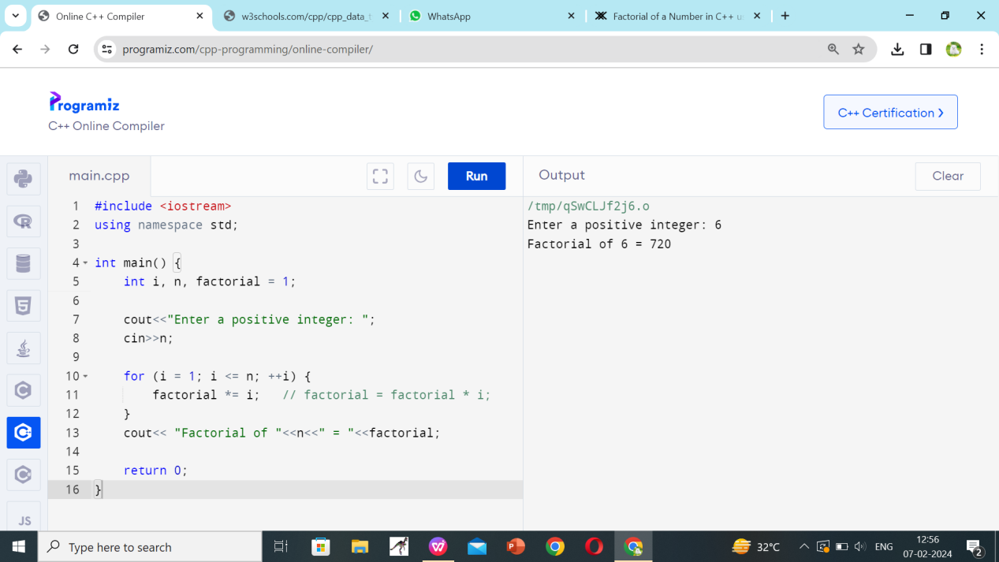 Online C++ Compiler
w3schools.com/cpp/cpp_data_t
WhatsApp
Factorial of a Number in C++ us
programiz.com/cpp-programming/online-compiler/
Programiz
C++ Online Compiler
C++ Certification ❯
main.cpp
Run
Output
Clear
1 #include <iostream>
2 using namespace std;
3
4 int main() {
5 int i, n, factorial = 1;
6
7 cout<<"Enter a positive integer: ";
8 cin>>n;
9
10 for (i = 1; i <= n; ++i) {
11 factorial *= i; // factorial = factorial * i;
12 }
13 cout<< "Factorial of "<<n<<" = "<<factorial;
14
15 return 0;
16 }
/tmp/qSwCLJf2j6.o
Enter a positive integer: 6
Factorial of 6 = 720
JS
Type here to search
32°C
ENG
12:56
07-02-2024
2